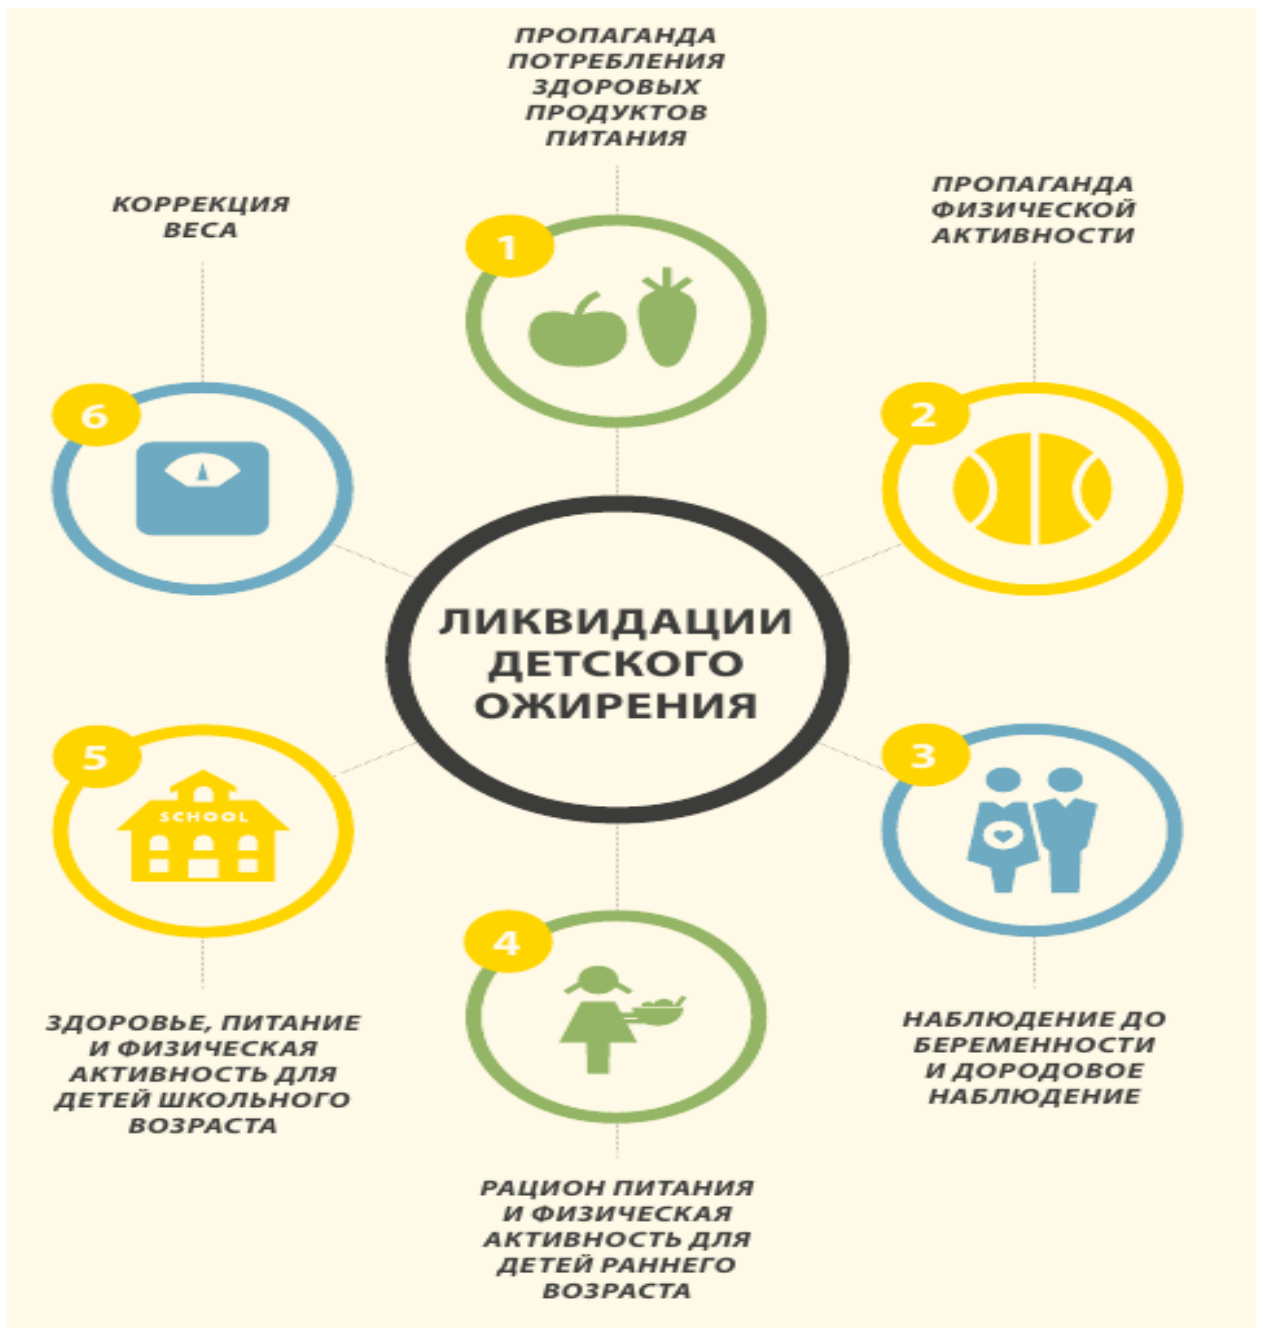 ПРОПАГАНДА
ПОТРЕБЛЕНИЯ
ЗДОРОВЫХ
ПРОДУКТОВ
ПИТАНИЯ
1
ПРОПАГАНДА
ФИЗИЧЕСКОЙ
АКТИВНОСТИ
2
КОРРЕКЦИЯ
ВЕСА
6
ЛИКВИДАЦИИ
ДЕТСКОГО
ОЖИРЕНИЯ
5
SCHOOL
ЗДОРОВЬЕ, ПИТАНИЕ
И ФИЗИЧЕСКАЯ
АКТИВНОСТЬ ДЛЯ
ДЕТЕЙ ШКОЛЬНОГО
ВОЗРАСТА
3
НАБЛЮДЕНИЕ ДО
БЕРЕМЕННОСТИ
И ДОРОДОВОЕ
НАБЛЮДЕНИЕ
4
РАЦИОН ПИТАНИЯ
И ФИЗИЧЕСКАЯ
АКТИВНОСТЬ ДЛЯ
ДЕТЕЙ РАННЕГО
ВОЗРАСТА